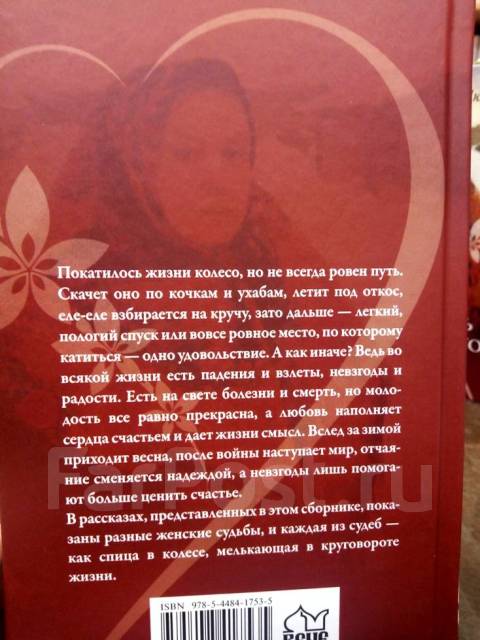 Покатилось жизни колесо, но не всегда ровен путь.
Скачет оно по кочкам и ухабам, летит под откос,
еле-еле взбирается на кручу, зато дальше — легкий,
пологий спуск или вовсе ровное место, по которому
катиться — одно удовольствие. А как иначе? Ведь во
всякой жизни есть падения и взлеты, невзгоды и
радости. Есть на свете болезни и смерть, но моло-
дость все равно прекрасна, а любовь наполняет
сердца счастьем и дает жизни смысл. Вслед за зимой
приходит весна, после войны наступает мир, отчая-
ние сменяется надеждой, а невзгоды лишь помога-
ют больше ценить счастье.
В рассказах, представленных в этом сборнике, пока-
заны разные женские судьбы, и каждая из судеб —
как спица в колесе, мелькающая в круговороте
жизни.
farpost.ru
ISBN 978-5-4484-1753-5